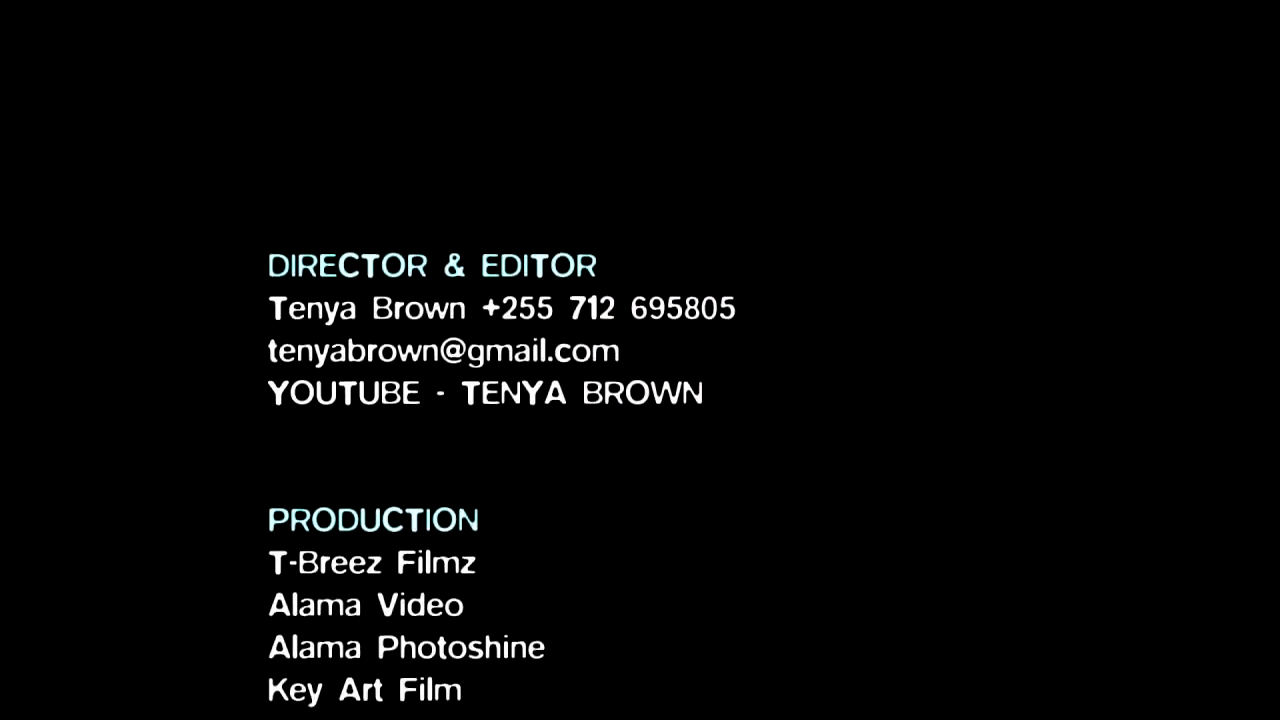 DIRECTOR & EDITOR
Tenya Brown +255 712 695805
tenyabrown@gmail.com
YOUTUBE - TENYA BROWN
PRODUCTION
T-Breez Filmz
Alama Video
Alama Photoshine
Key Art Film